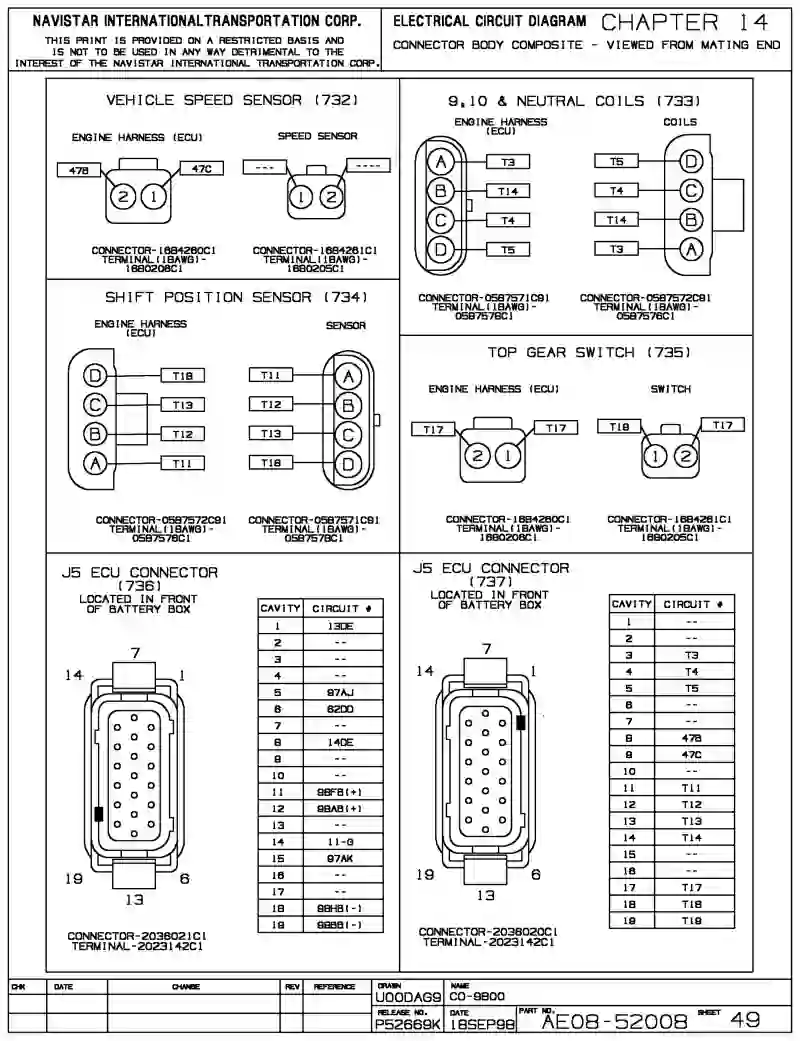 NAVISTAR INTERNATIONALTRANSPORTATION CORP.
THIS PRINT IS PROVIDED ON A RESTRICTED BASIS AND
IS NOT TO BE USED IN ANY WAY DETRIMENTAL TO THE
INTEREST OF THE NAVISTAR INTERNATIONAL TRANSPORTATION CORP.
ELECTRICAL CIRCUIT DIAGRAM CHAPTER 14
CONNECTOR BODY COMPOSITE - VIEWED FROM MATING END
VEHICLE SPEED SENSOR (732)
ENGINE HARNESS (ECU)
SPEED SENSOR
47B 47C
--- ----
2 1
1 2
CONNECTOR-1684280C1
TERMINAL(18AWG)-
1680208C1
CONNECTOR-1684281C1
TERMINAL(18AWG)-
1680205C1
9,10 & NEUTRAL COILS (733)
ENGINE HARNESS
(ECU)
COILS
A T3
B T14
C T4
D T5
T5 D
T4 C
T14 B
T3 A
CONNECTOR-0587571C91
TERMINAL(18AWG)-
0587578C1
CONNECTOR-0587572C91
TERMINAL(18AWG)-
0587576C1
SHIFT POSITION SENSOR (734)
ENGINE HARNESS
(ECU)
SENSOR
D T18
C T13
B T12
A T11
T11 A
T12 B
T13 C
T18 D
CONNECTOR-0587572C91
TERMINAL(18AWG)-
0587576C1
CONNECTOR-0587571C91
TERMINAL(18AWG)-
0587578C1
TOP GEAR SWITCH (735)
ENGINE HARNESS (ECU)
SWITCH
T17 T17
T18 T17
2 1
1 2
CONNECTOR-1684280C1
TERMINAL(18AWG)-
1680208C1
CONNECTOR-1684281C1
TERMINAL(18AWG)-
1680205C1
J5 ECU CONNECTOR
(736)
LOCATED IN FRONT
OF BATTERY BOX
7
14 1
19 6
13
CONNECTOR-2036021C1
TERMINAL-2023142C1
CAVITY CIRCUIT #
1 13DE
2 --
3 --
4 --
5 97AJ
6 82DD
7 --
8 14DE
9 --
10 --
11 98FB(+)
12 98AB(+)
13 --
14 11-G
15 97AK
16 --
17 --
18 98HB(-)
19 98BB(-)
J5 ECU CONNECTOR
(737)
LOCATED IN FRONT
OF BATTERY BOX
7
14 1
19 6
13
CONNECTOR-2036020C1
TERMINAL-2023142C1
CAVITY CIRCUIT #
1 --
2 --
3 T3
4 T4
5 T5
6 --
7 --
8 47B
9 47C
10 --
11 T11
12 T12
13 T13
14 T14
15 --
16 --
17 T17
18 T18
19 T19
CHK DATE CHANGE REV REFERENCE
DRAWN
U00DAG9
NAME
CO-9800
RELEASE NO.
P52669K
DATE
18SEP98
PART NO.
AE08-52008
SHEET
49